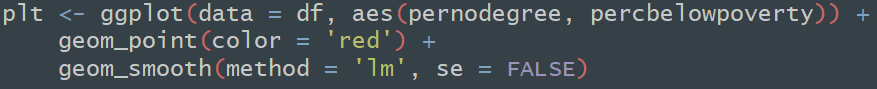 plt <- ggplot(data = df, aes(pernodegree, percbelowpoverty)) +
    geom_point(color = 'red') +
    geom_smooth(method = 'lm', se = FALSE)